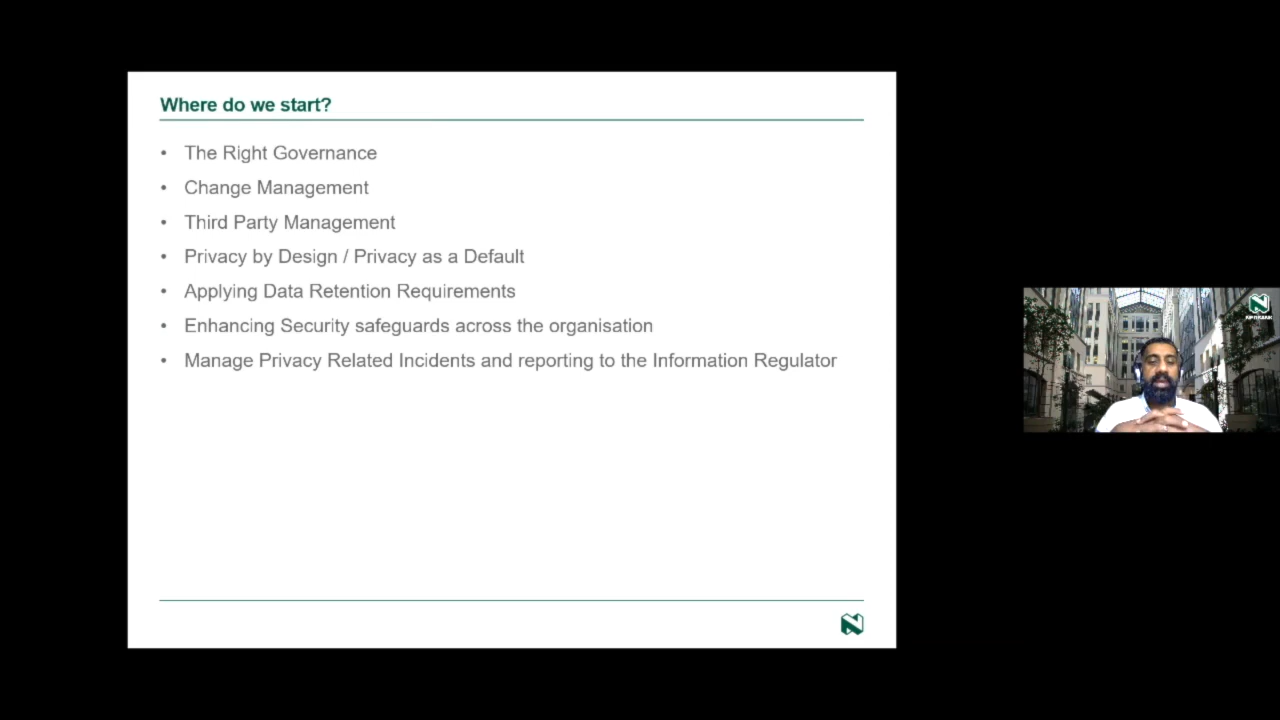 Where do we start?
• The Right Governance
• Change Management
• Third Party Management
• Privacy by Design / Privacy as a Default
• Applying Data Retention Requirements
• Enhancing Security safeguards across the organisation
• Manage Privacy Related Incidents and reporting to the Information Regulator
NEDBANK